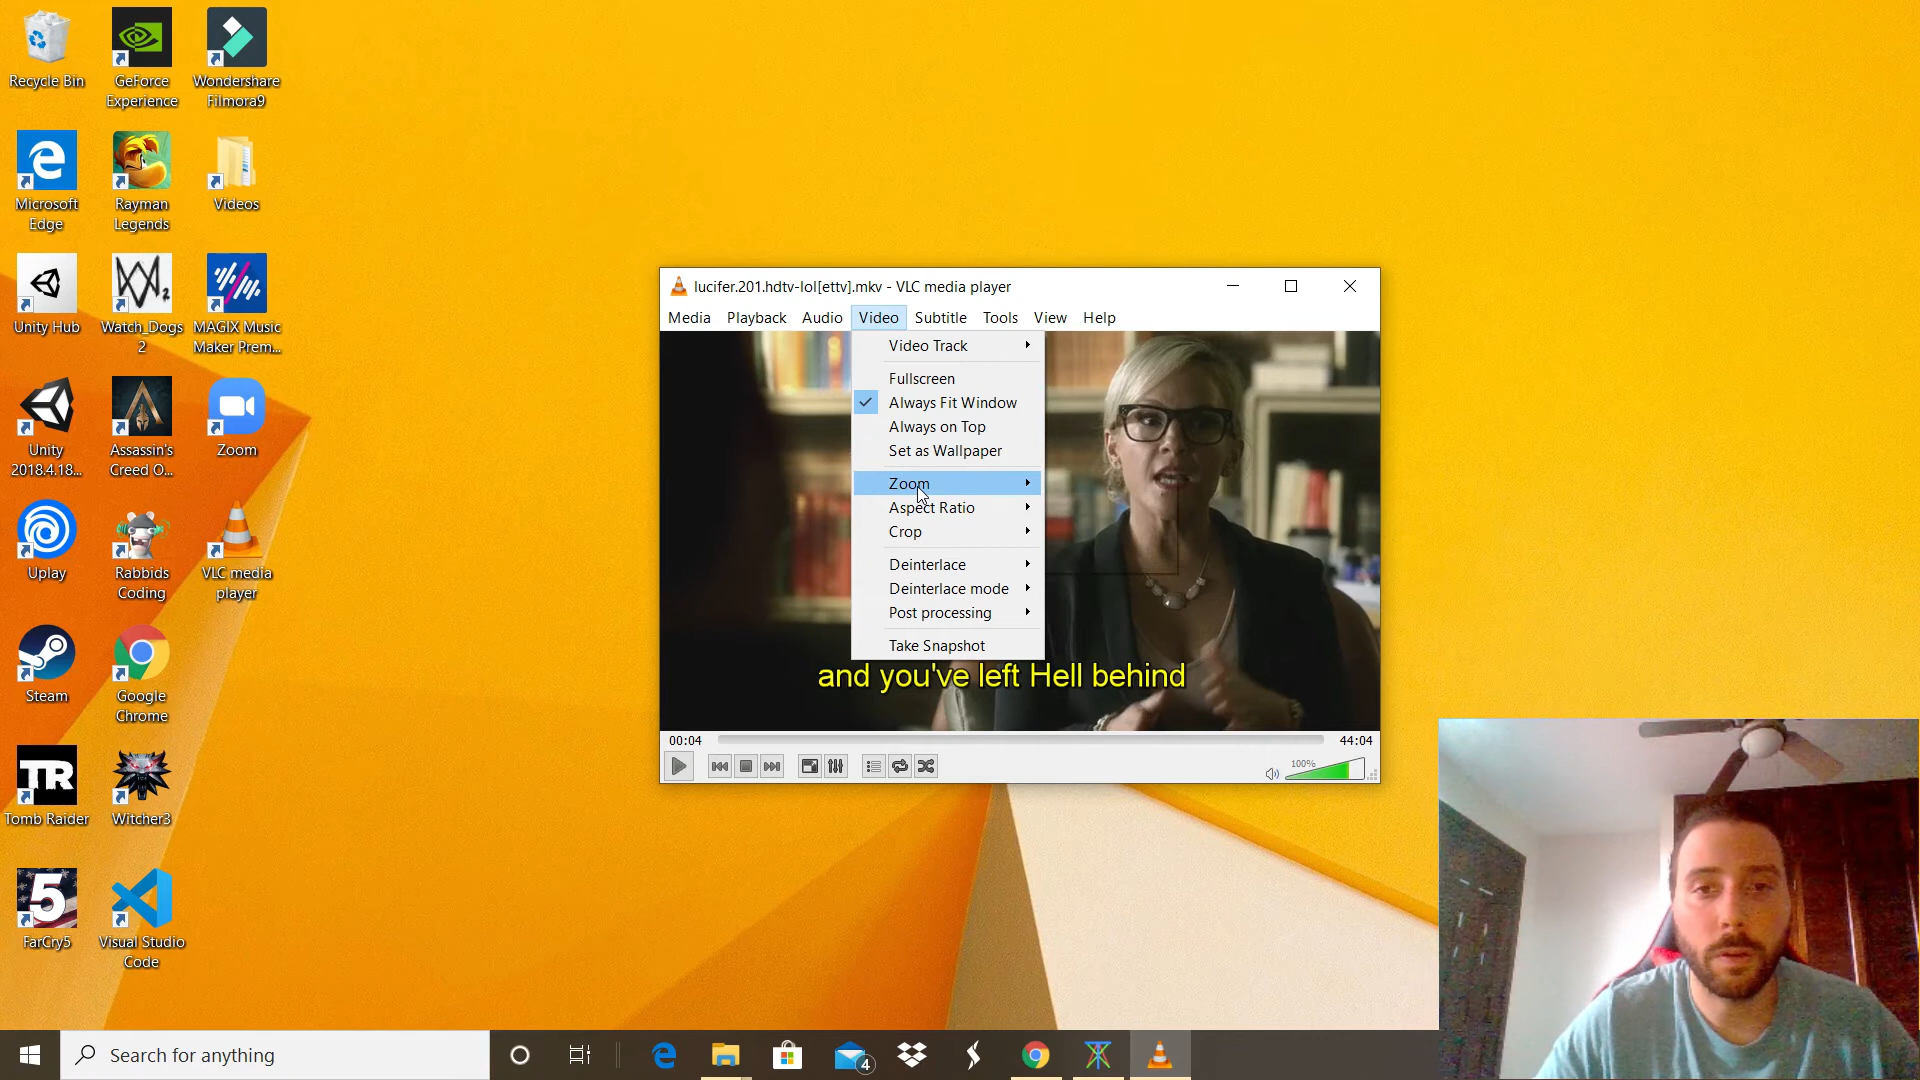 Recycle Bin
GeForce
Experience
Wondershare
Filmora9
Microsoft
Edge
Rayman
Legends
Videos
Unity Hub
Watch_Dogs
2
MAGIX Music
Maker Prem...
Unity
2018.4.18...
Assassin's
Creed O...
Zoom
Uplay
Rabbids
Coding
VLC media
player
Steam
Google
Chrome
TR
Tomb Raider
Witcher3
5
FarCry5
Visual Studio
Code
lucifer.201.hdtv-lol[ettv].mkv - VLC media player
Media Playback Audio Video Subtitle Tools View Help
Video Track
Fullscreen
Always Fit Window
Always on Top
Set as Wallpaper
Zoom
Aspect Ratio
Crop
Deinterlace
Deinterlace mode
Post processing
Take Snapshot
and you've left Hell behind
00:04
44:04
100%
Search for anything
4